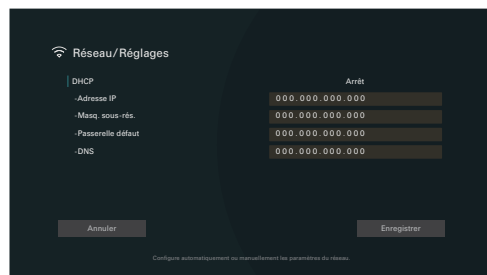 Réseau/Réglages
DHCP Arrêt
-Adresse IP 000.000.000.000
-Masq. sous-rés. 000.000.000.000
-Passerelle défaut 000.000.000.000
-DNS 000.000.000.000
Annuler Enregistrer
Configure automatiquement ou manuellement les paramètres du réseau.